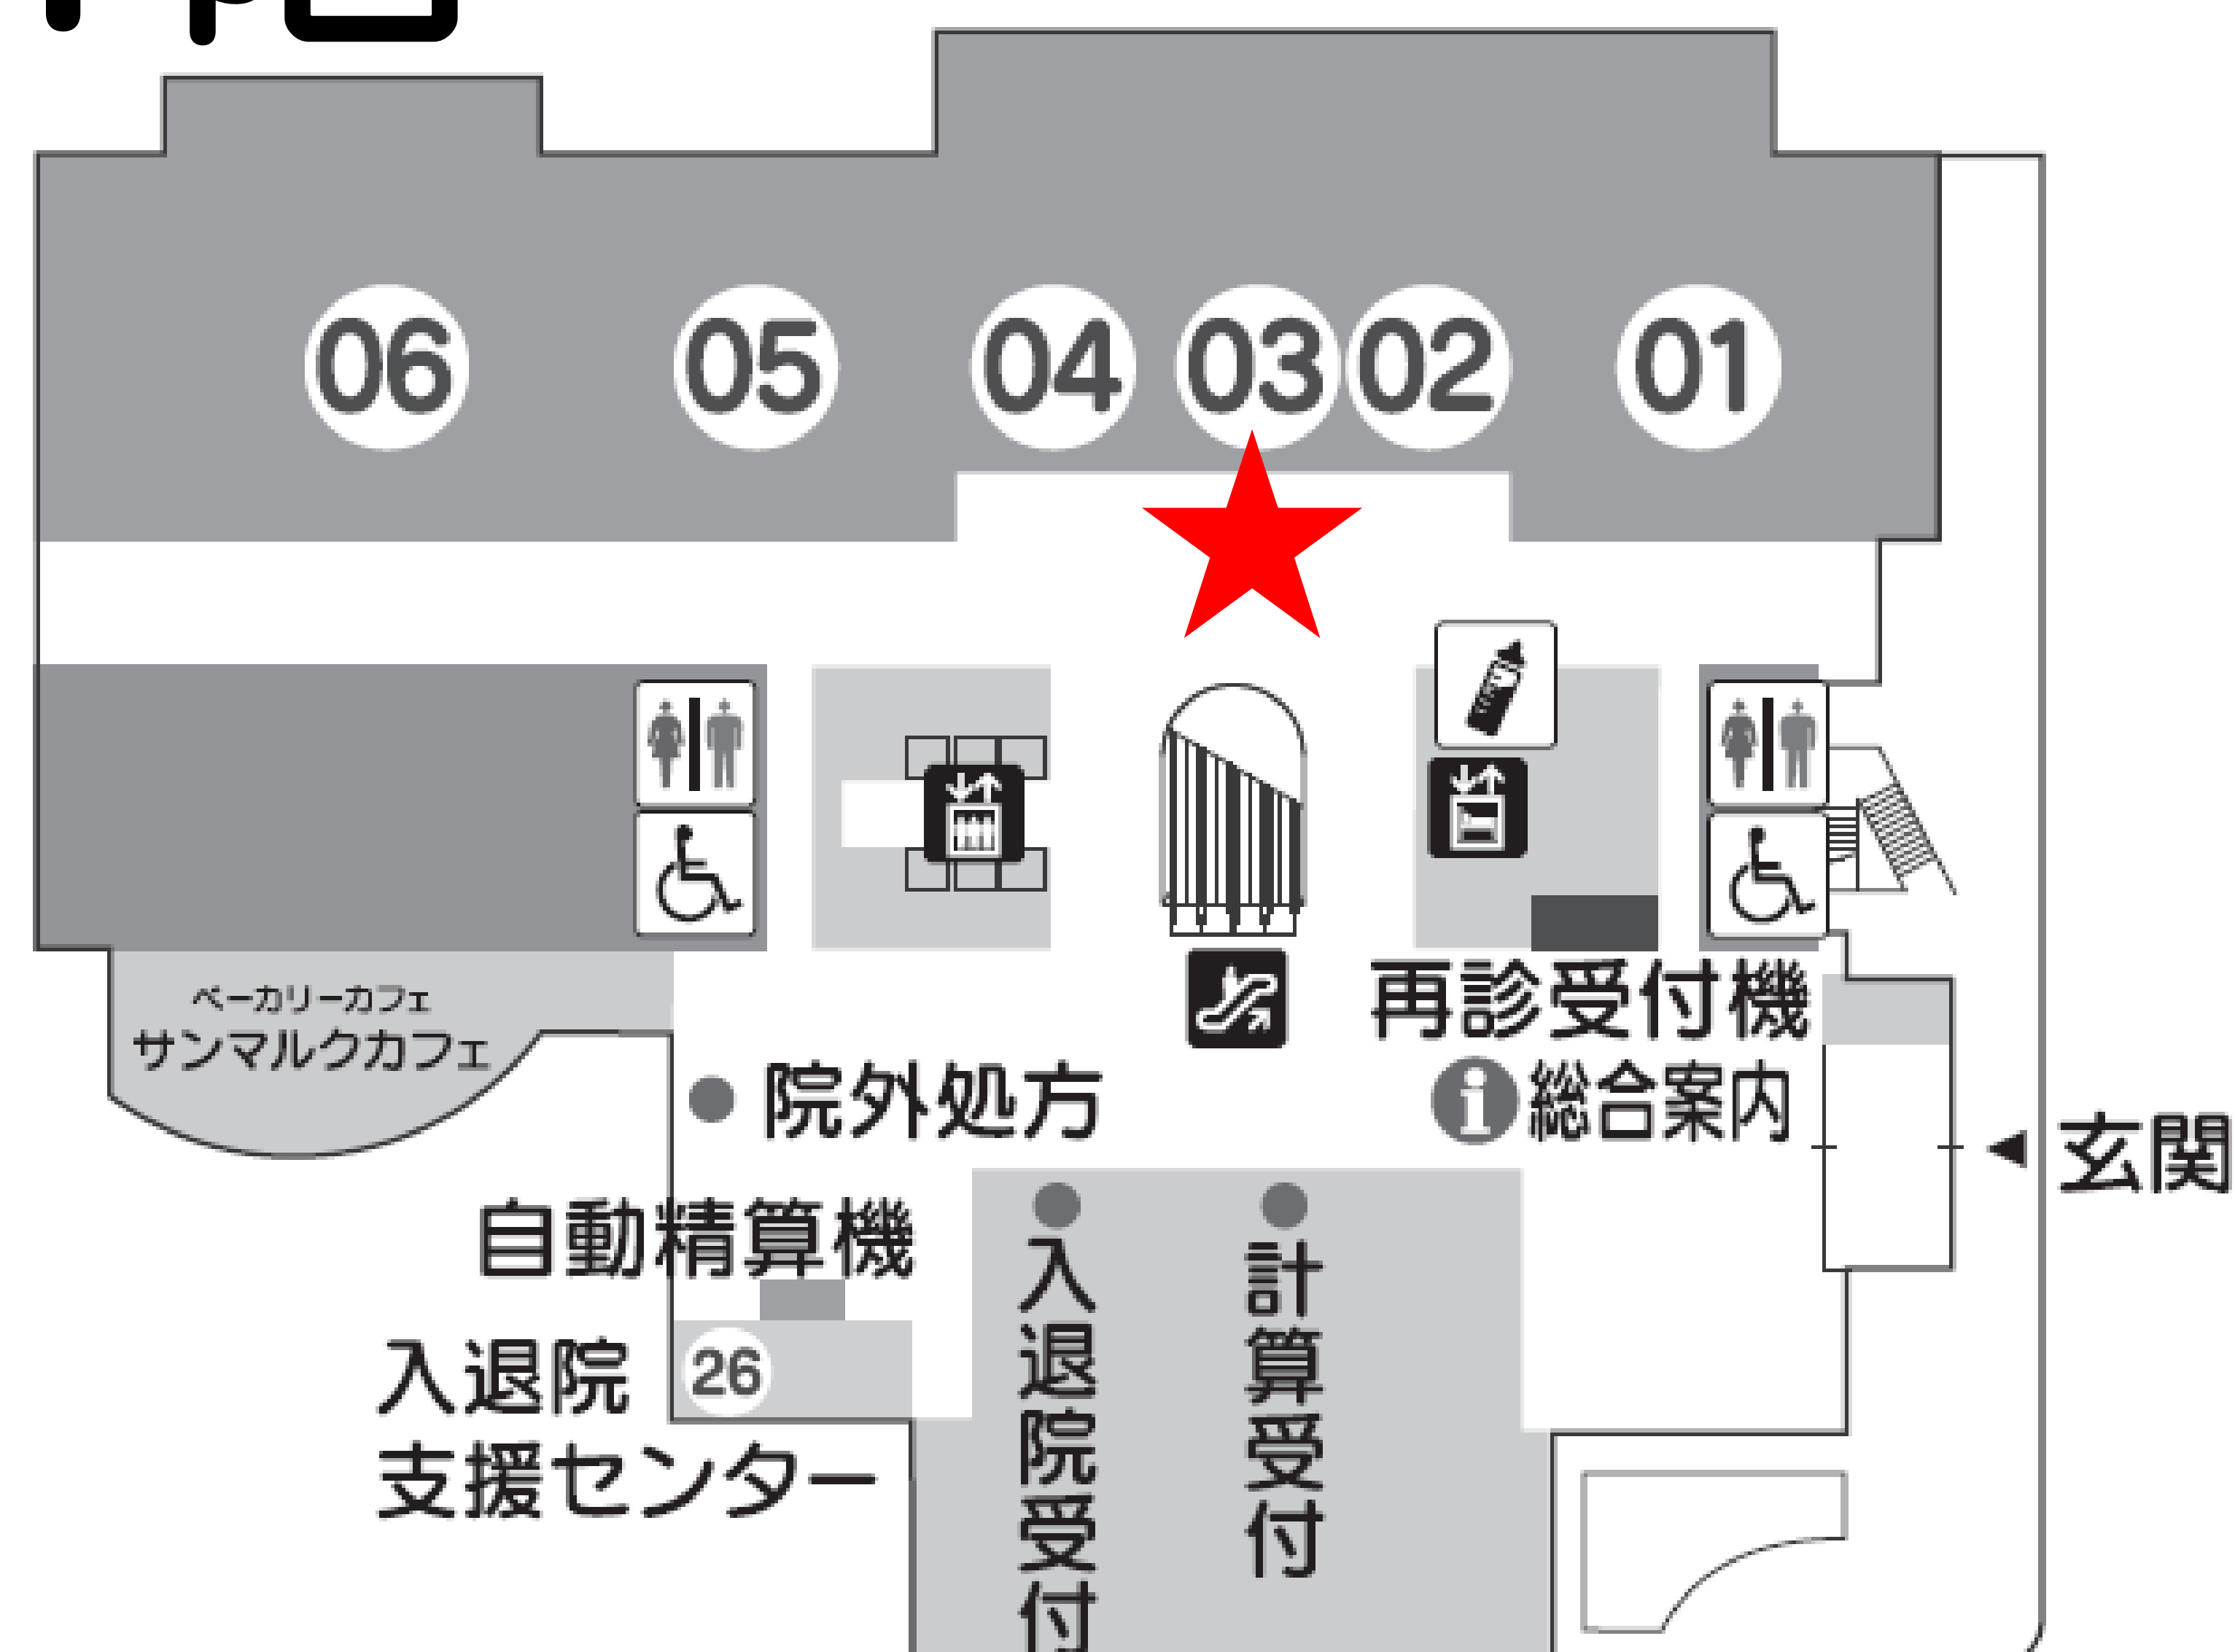 06 05 04 03 02 01
ベーカリーカフェ
サンマルクカフェ
再診受付機
院外処方
i 総合案内
玄関
自動精算機
入退院
支援センター
26
入退院受付
計算受付